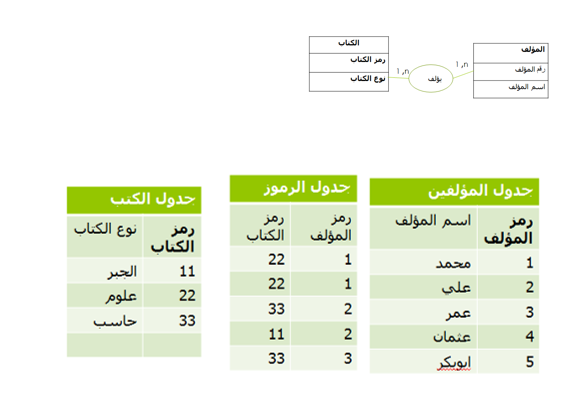 الكتاب
رمز الكتاب
نوع الكتاب
1,n
يؤلف
1,n
المؤلف
رقم المؤلف
اسم المؤلف
جدول المؤلفين
رمز المؤلف اسم المؤلف
1 محمد
2 علي
3 عمر
4 عثمان
5 ابوبكر
جدول الرموز
رمز المؤلف رمز الكتاب
1 22
1 22
2 33
2 11
3 33
جدول الكتب
رمز الكتاب نوع الكتاب
11 الجبر
22 علوم
33 حاسب